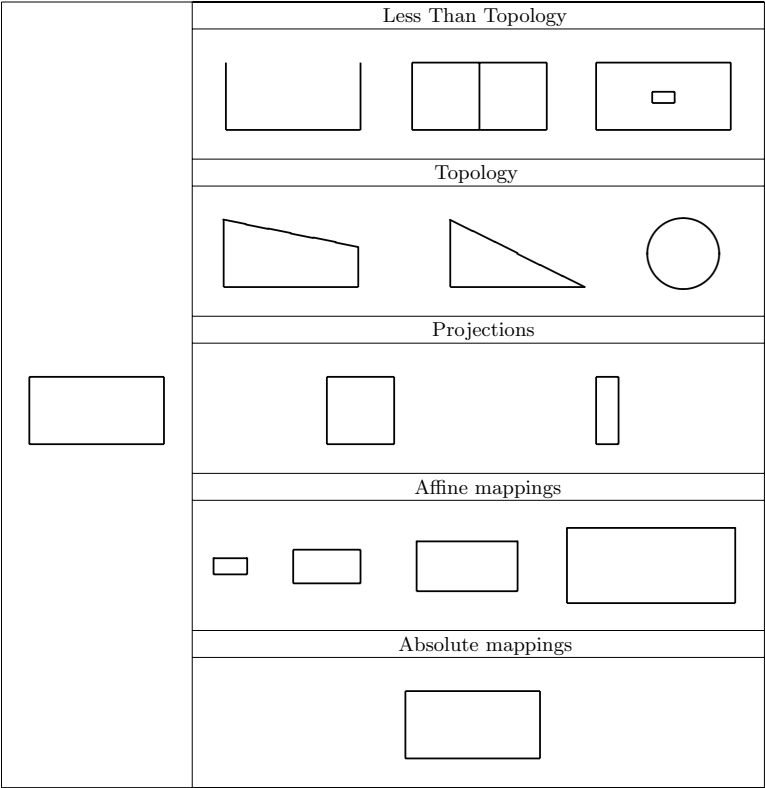 Less Than Topology
Topology
Projections
Affine mappings
Absolute mappings